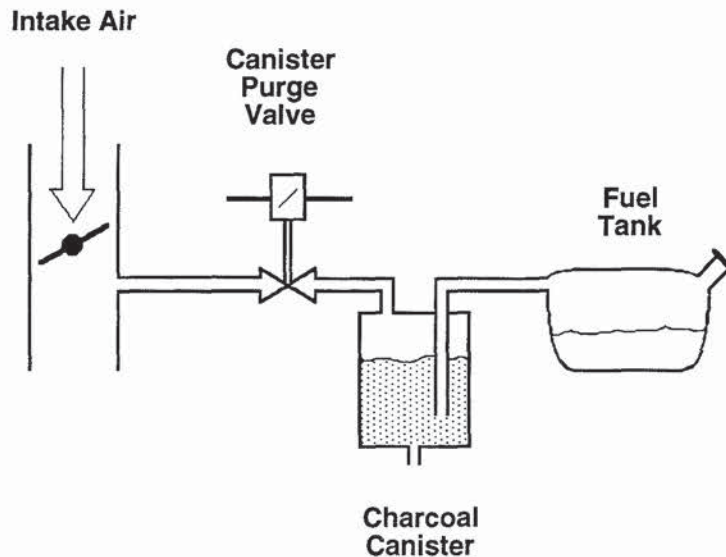 Intake Air
Canister
Purge
Valve
Fuel
Tank
Charcoal
Canister